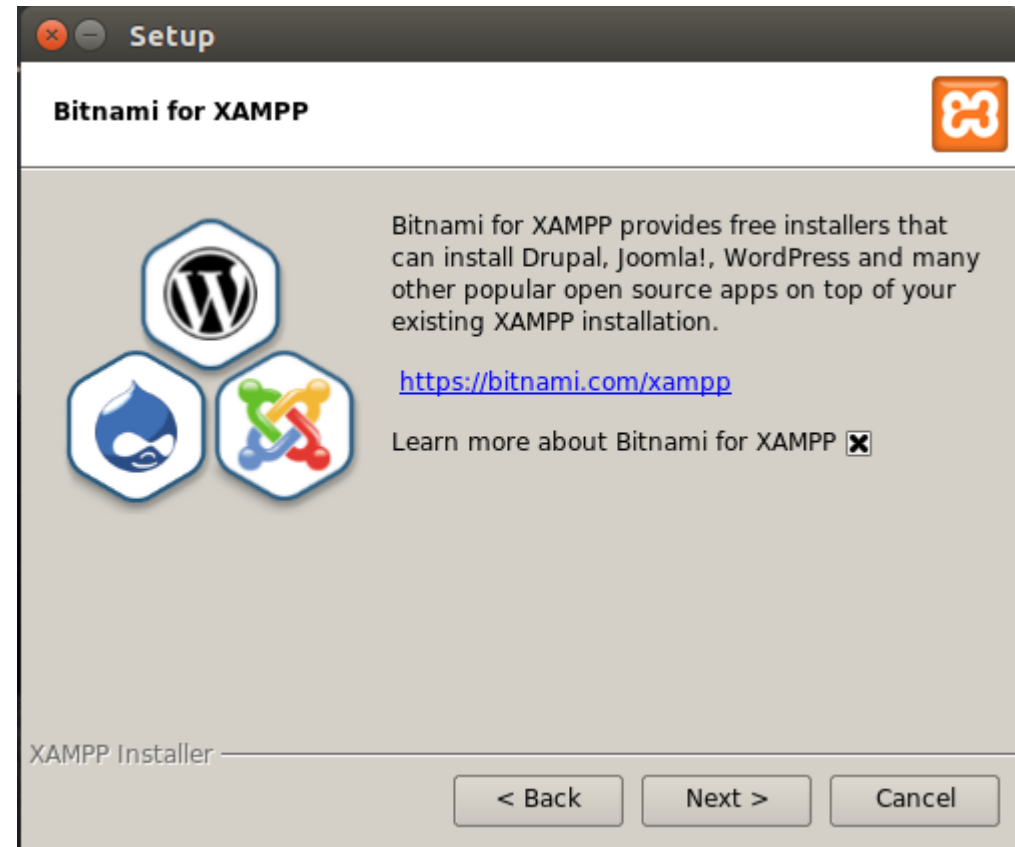 Setup
Bitnami for XAMPP
Bitnami for XAMPP provides free installers that
can install Drupal, Joomla!, WordPress and many
other popular open source apps on top of your
existing XAMPP installation.
https://bitnami.com/xampp
Learn more about Bitnami for XAMPP
XAMPP Installer
< Back
Next >
Cancel